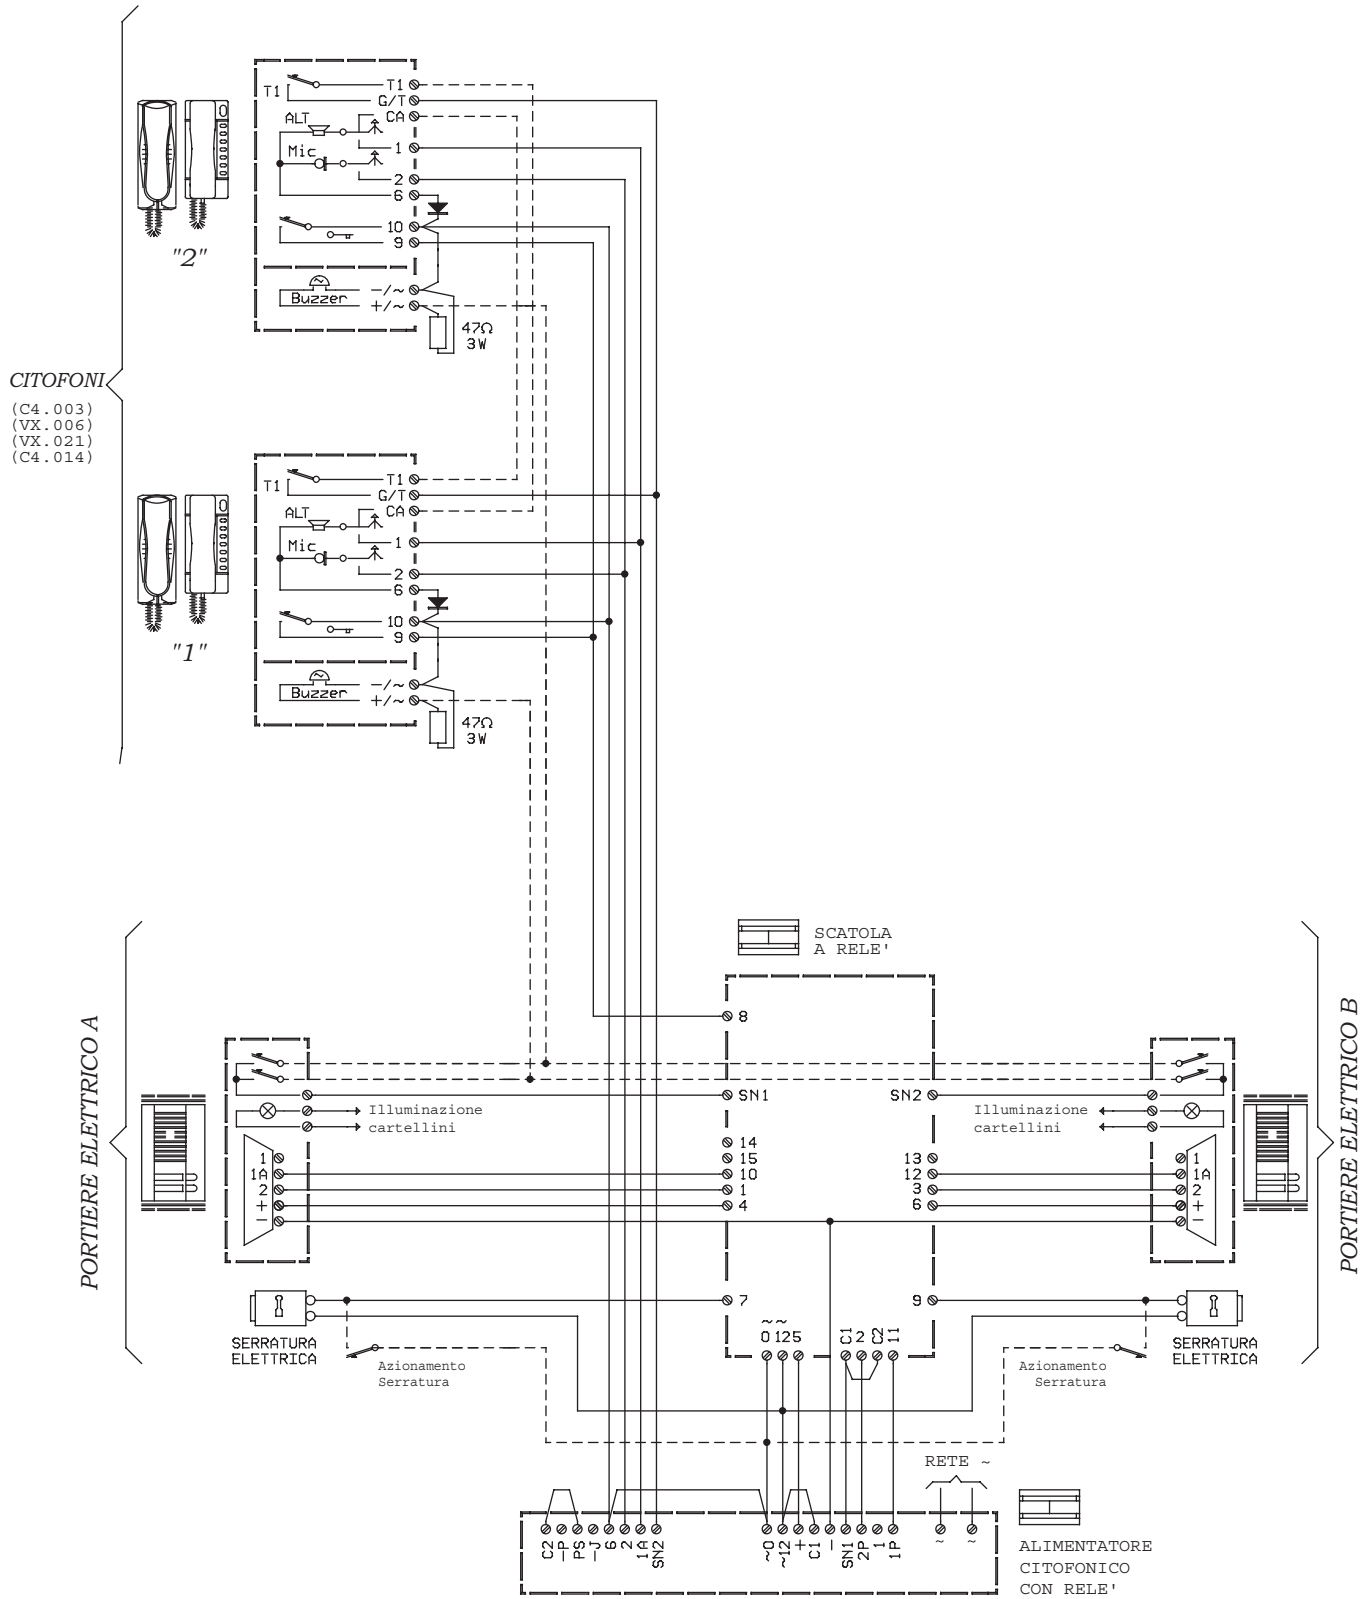 T1
T1
G/T
CA
ALT
1
Mic
2
6
10
9
"2"
-/~
Buzzer
+/~
47Ω
3W
CITOFONI
(C4.003)
(VX.006)
(VX.021)
(C4.014)
T1
T1
G/T
CA
ALT
1
Mic
2
6
10
9
"1"
-/~
Buzzer
+/~
47Ω
3W
SCATOLA
A RELE'
PORTIERE ELETTRICO A
PORTIERE ELETTRICO B
8
SN1
SN2
Illuminazione
cartellini
Illuminazione
cartellini
14
15
10
1
4
13
12
3
6
1
1A
2
+
-
1
1A
2
+
-
7
9
SERRATURA
ELETTRICA
SERRATURA
ELETTRICA
~~
0 125
C1
2
C2
11
Azionamento
Serratura
Azionamento
Serratura
RETE ~
C2
-P
PS
-J
6
2
1A
SN2
~0
~12
+
C1
-
SN1
2P
1
1P
~
~
ALIMENTATORE
CITOFONICO
CON RELE'